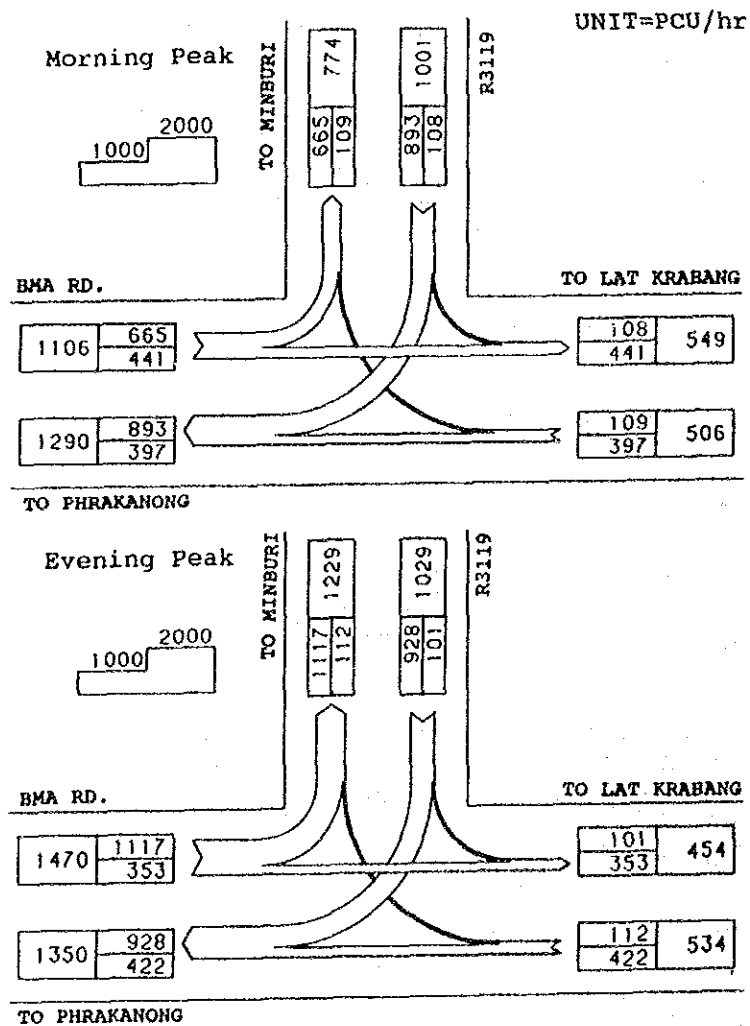 UNIT=PCU/hr
Morning Peak
1000 2000
TO MINBURI
774
665 109
1001
893 108
R3119
BMA RD.
TO LAT KRABANG
1106 665 441
108 441 549
1290 893 397
109 397 506
TO PHRAKANONG
Evening Peak
1000 2000
TO MINBURI
1229
1117 112
1029
928 101
R3119
BMA RD.
TO LAT KRABANG
1470 1117 353
101 353 454
1350 928 422
112 422 534
TO PHRAKANONG